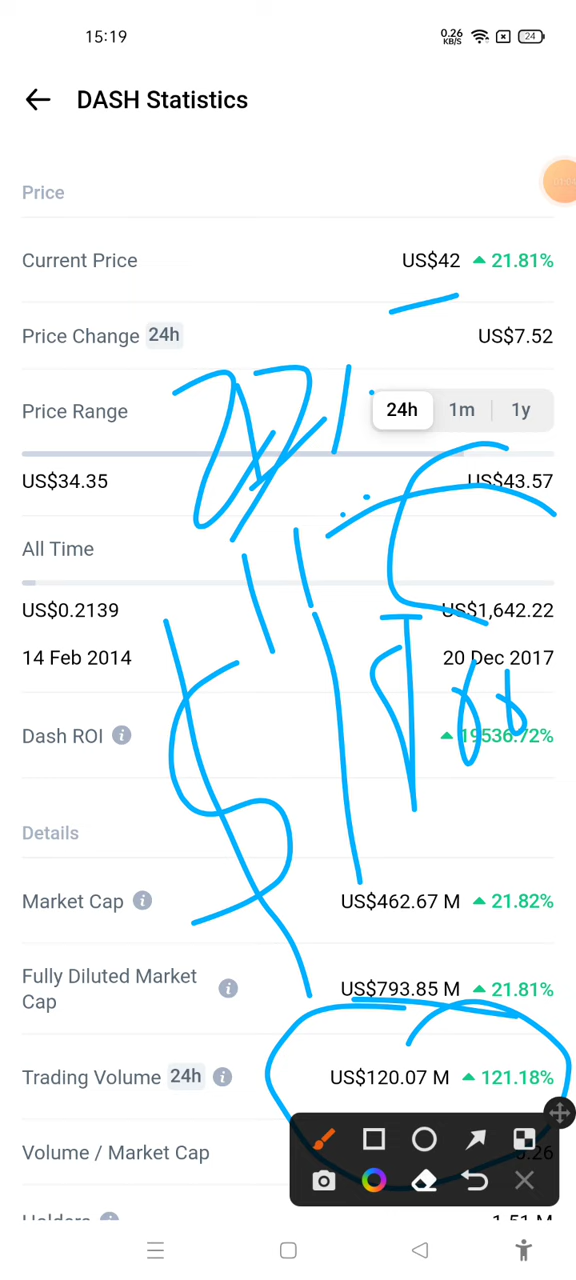 15:19 0.26 KB/S 24
DASH Statistics
Price
Current Price US$42 21.81%
Price Change 24h US$7.52
Price Range 24h 1m 1y
US$34.35 US$43.57
All Time
US$0.2139 US$1,642.22
14 Feb 2014 20 Dec 2017
Dash ROI 19536.72%
Details
Market Cap US$462.67 M 21.82%
Fully Diluted Market Cap US$793.85 M 21.81%
Trading Volume 24h US$120.07 M 121.18%
Volume / Market Cap